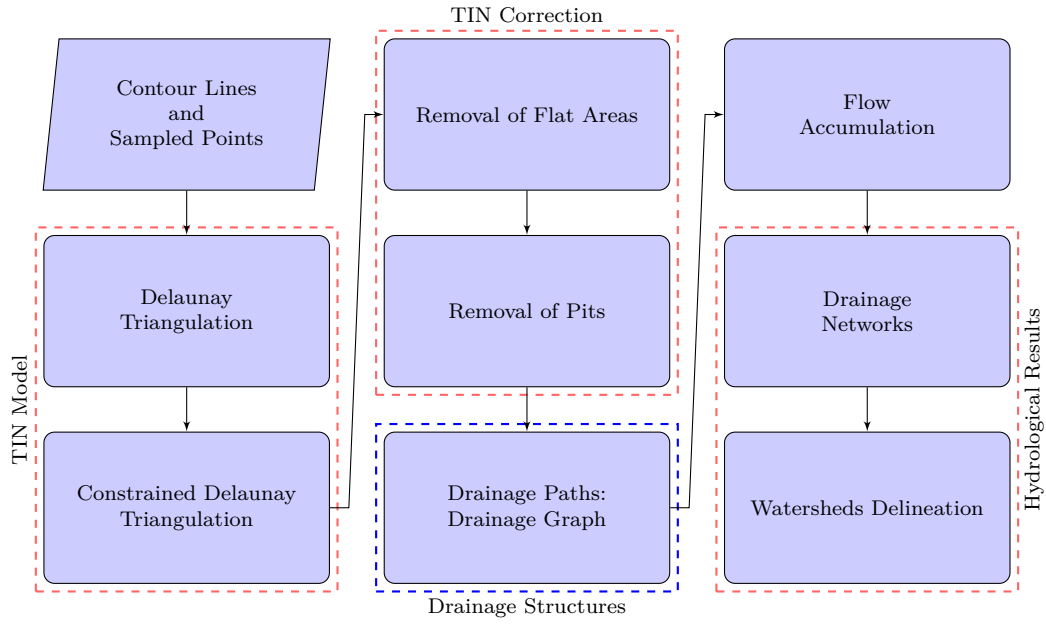 Contour Lines
and
Sampled Points
TIN Model
Delaunay
Triangulation
Constrained Delaunay
Triangulation
TIN Correction
Removal of Flat Areas
Removal of Pits
Drainage Paths:
Drainage Graph
Drainage Structures
Flow
Accumulation
Drainage
Networks
Watersheds Delineation
Hydrological Results